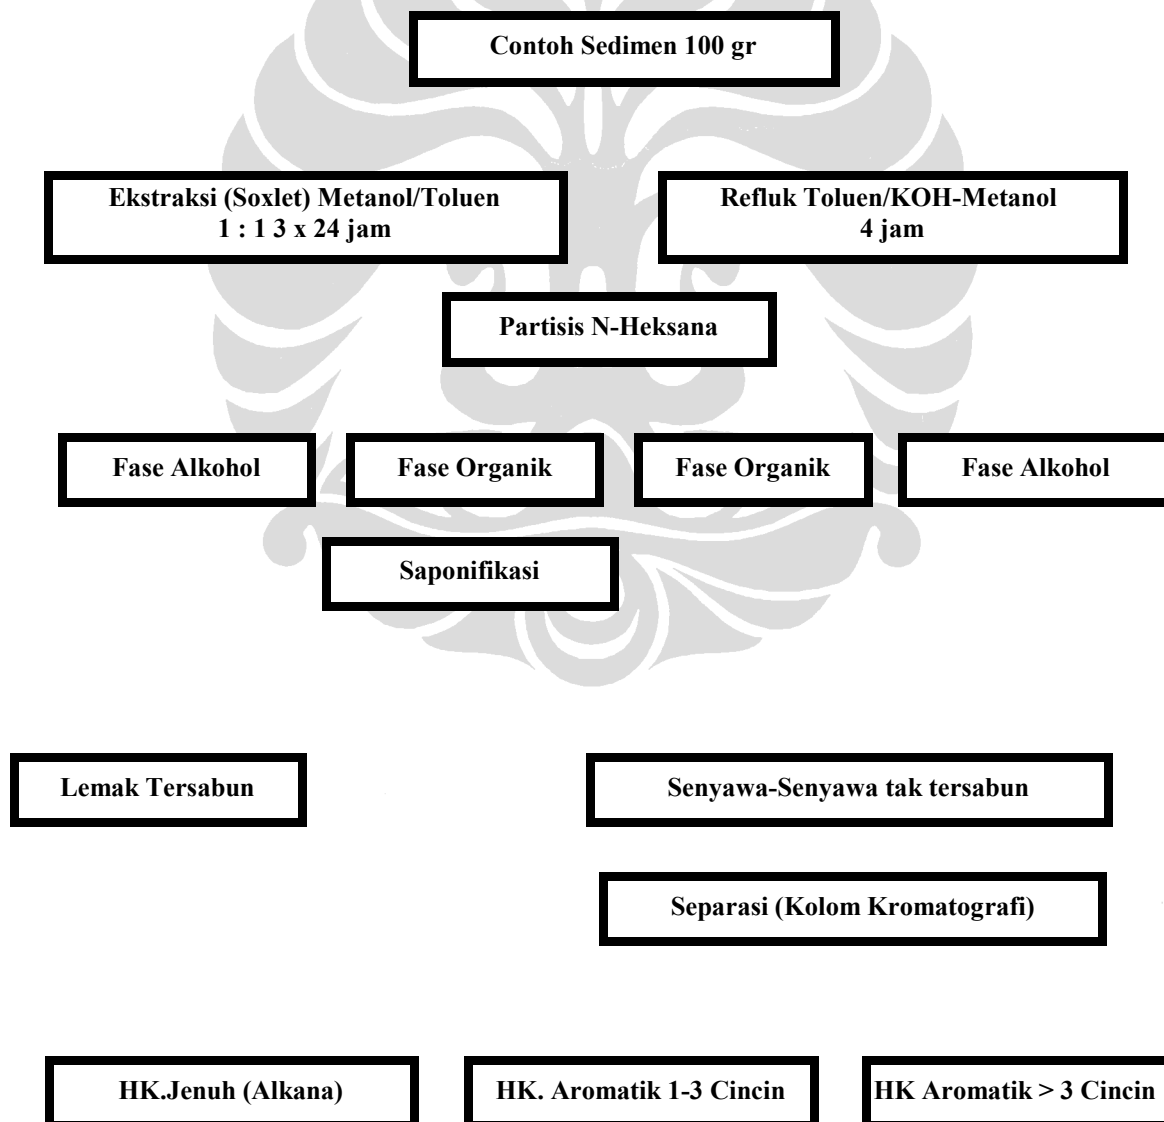 Contoh Sedimen 100 gr
Ekstraksi (Soxlet) Metanol/Toluen
1 : 1 3 x 24 jam
Refluk Toluen/KOH-Metanol
4 jam
Partisis N-Heksana
Fase Alkohol
Fase Organik
Fase Organik
Fase Alkohol
Saponifikasi
Lemak Tersabun
Senyawa-Senyawa tak tersabun
Separasi (Kolom Kromatografi)
HK.Jenuh (Alkana)
HK. Aromatik 1-3 Cincin
HK Aromatik > 3 Cincin